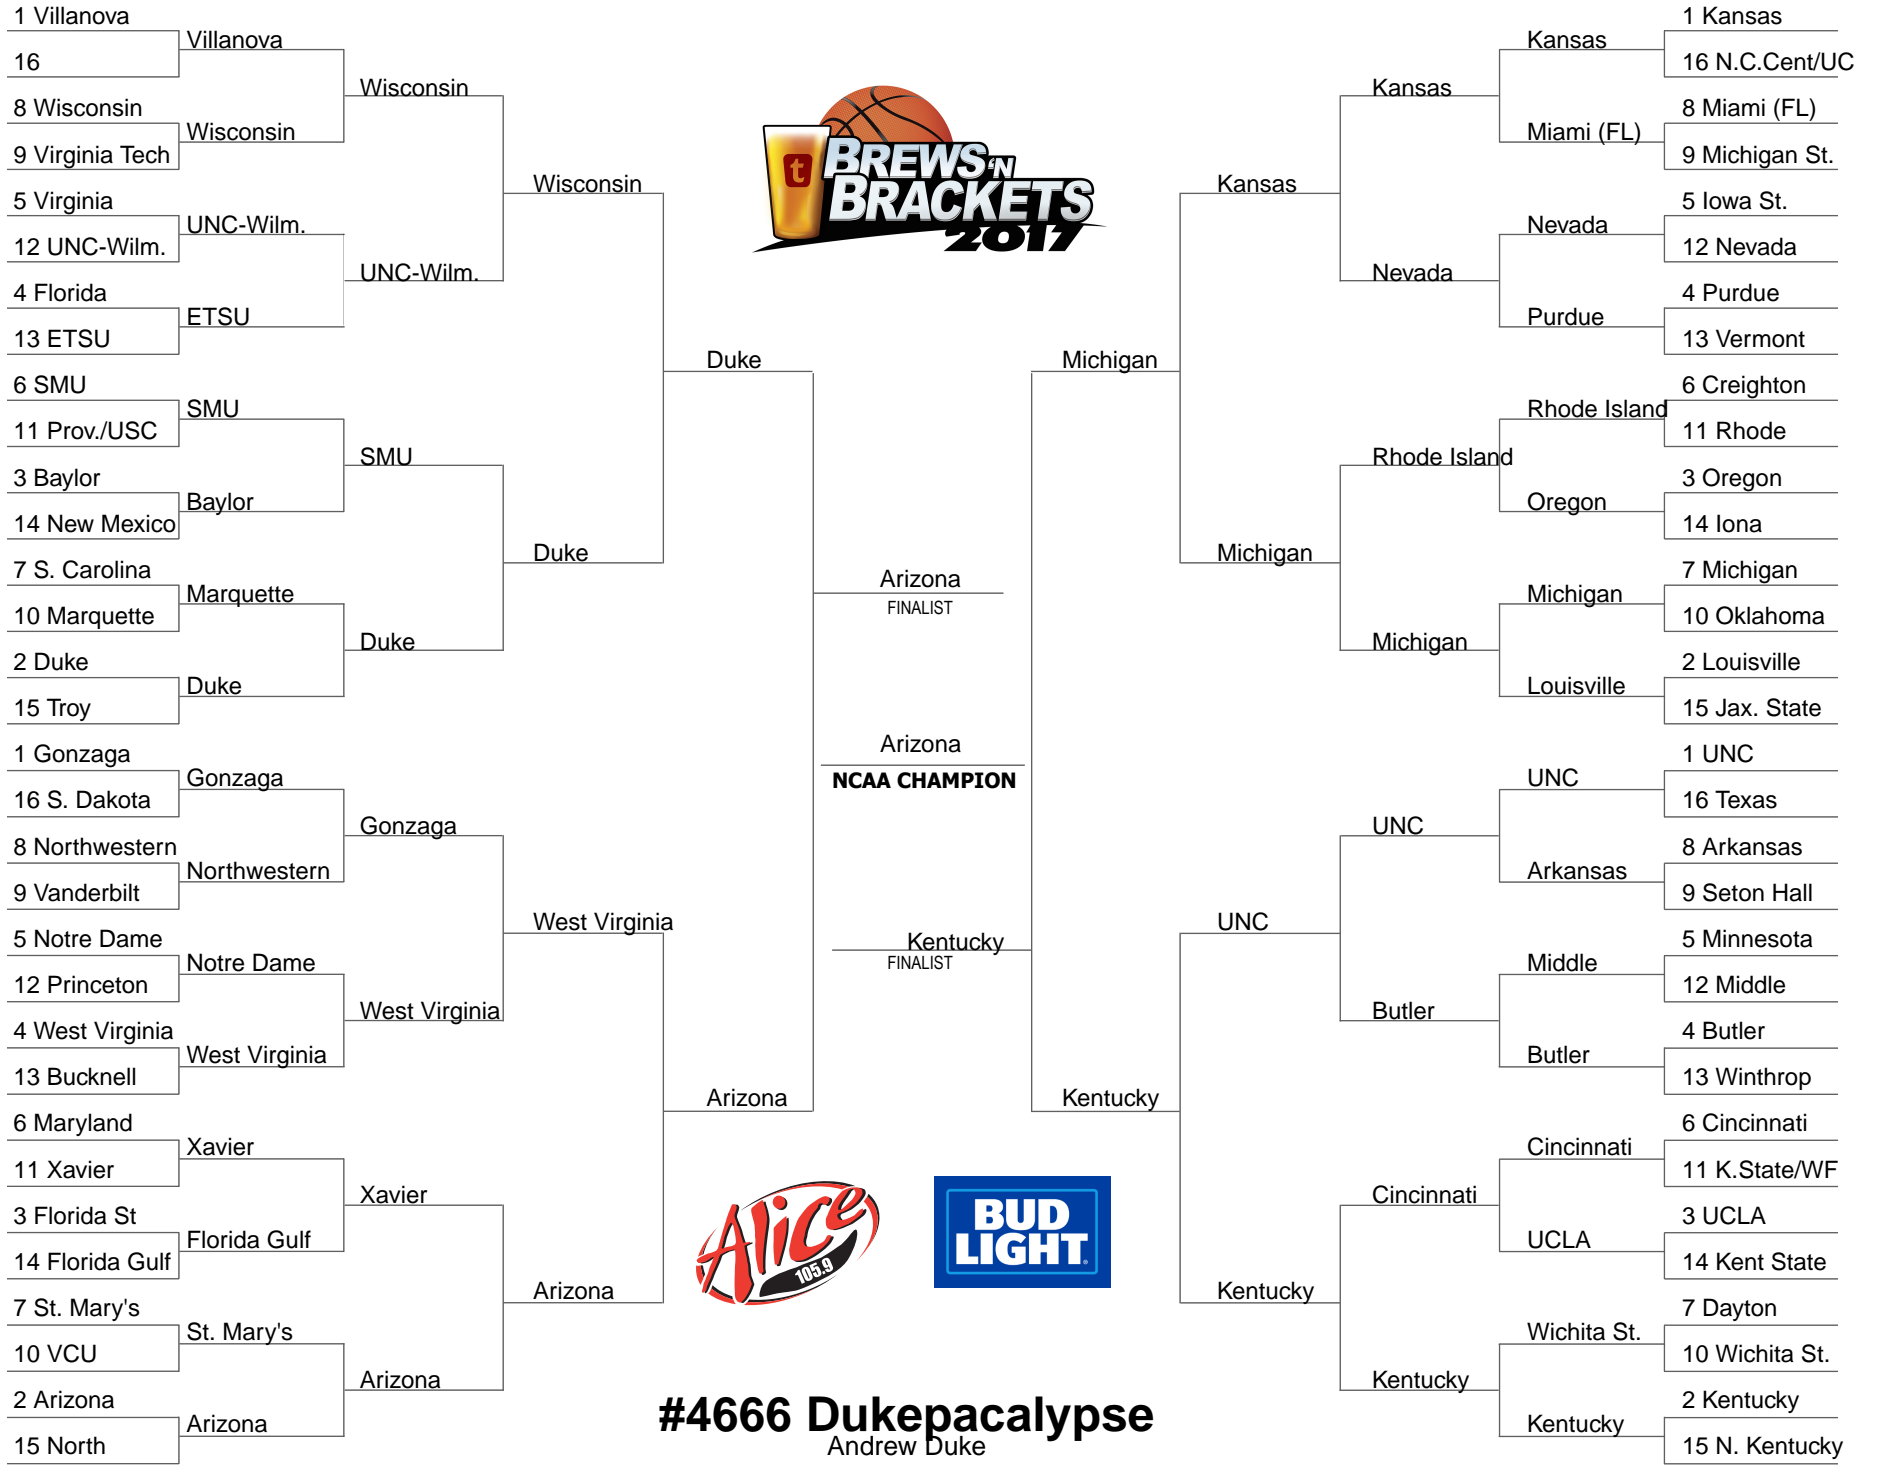 1 Villanova
16
8 Wisconsin
9 Virginia Tech
5 Virginia
12 UNC-Wilm.
4 Florida
13 ETSU
6 SMU
11 Prov./USC
3 Baylor
14 New Mexico
7 S. Carolina
10 Marquette
2 Duke
15 Troy
1 Gonzaga
16 S. Dakota
8 Northwestern
9 Vanderbilt
5 Notre Dame
12 Princeton
4 West Virginia
13 Bucknell
6 Maryland
11 Xavier
3 Florida St
14 Florida Gulf
7 St. Mary's
10 VCU
2 Arizona
15 North
Villanova
Wisconsin
UNC-Wilm.
ETSU
SMU
Baylor
Marquette
Duke
Gonzaga
Northwestern
Notre Dame
West Virginia
Xavier
Florida Gulf
St. Mary's
Arizona
Wisconsin
UNC-Wilm.
SMU
Duke
Gonzaga
West Virginia
Xavier
Arizona
Wisconsin
Duke
West Virginia
Arizona
Duke
Arizona
t
BREWS 'N
BRACKETS
2017
Arizona
FINALIST
Arizona
NCAA CHAMPION
Kentucky
FINALIST
Alice
105.9
BUD
LIGHT
#4666 Dukepacalypse
Andrew Duke
Michigan
Kentucky
Kansas
Michigan
UNC
Kentucky
Kansas
Nevada
Rhode Island
Michigan
UNC
Butler
Cincinnati
Kentucky
Kansas
Miami (FL)
Nevada
Purdue
Rhode Island
Oregon
Michigan
Louisville
UNC
Arkansas
Middle
Butler
Cincinnati
UCLA
Wichita St.
Kentucky
1 Kansas
16 N.C.Cent/UC
8 Miami (FL)
9 Michigan St.
5 Iowa St.
12 Nevada
4 Purdue
13 Vermont
6 Creighton
11 Rhode
3 Oregon
14 Iona
7 Michigan
10 Oklahoma
2 Louisville
15 Jax. State
1 UNC
16 Texas
8 Arkansas
9 Seton Hall
5 Minnesota
12 Middle
4 Butler
13 Winthrop
6 Cincinnati
11 K.State/WF
3 UCLA
14 Kent State
7 Dayton
10 Wichita St.
2 Kentucky
15 N. Kentucky